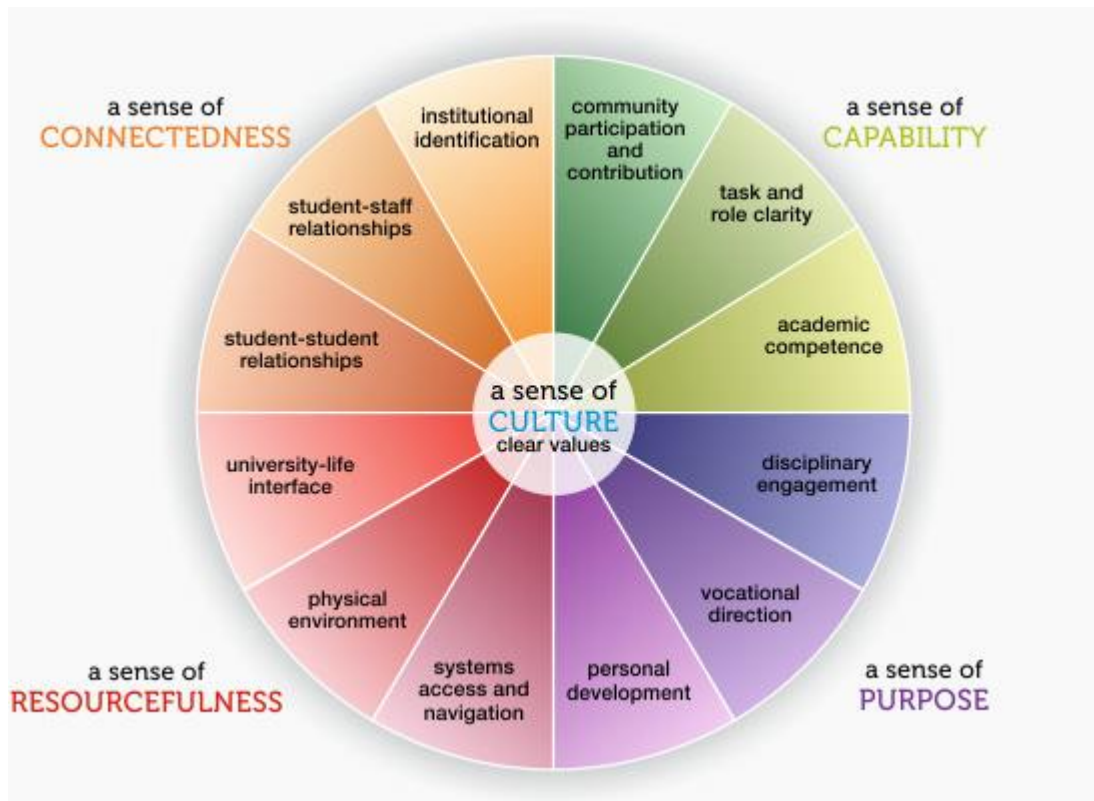 a sense of
CONNECTEDNESS
institutional
identification
student-staff
relationships
student-student
relationships
community
participation
and
contribution
task and
role clarity
academic
competence
a sense of
CAPABILITY
a sense of
CULTURE
clear values
university-life
interface
physical
environment
systems
access and
navigation
a sense of
RESOURCEFULNESS
disciplinary
engagement
vocational
direction
personal
development
a sense of
PURPOSE